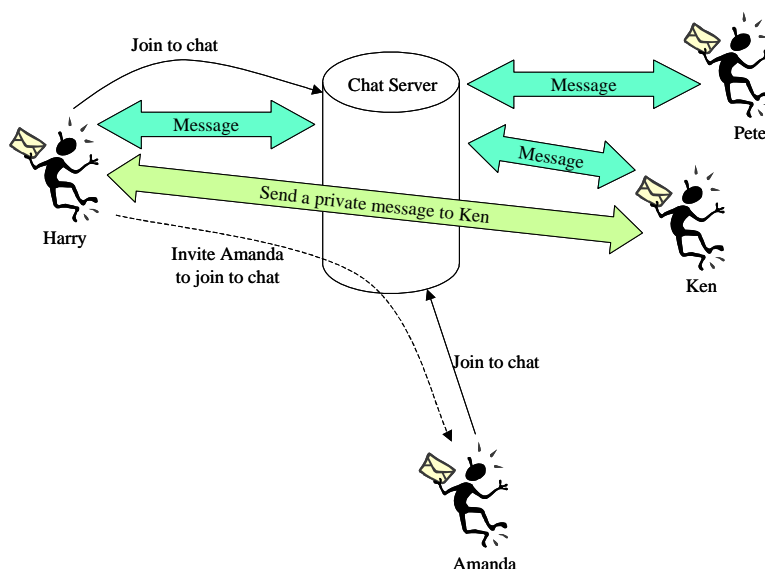 Join to chat
Chat Server
Message
Message
Pete
Message
Send a private message to Ken
Harry
Invite Amanda
to join to chat
Ken
Join to chat
Amanda